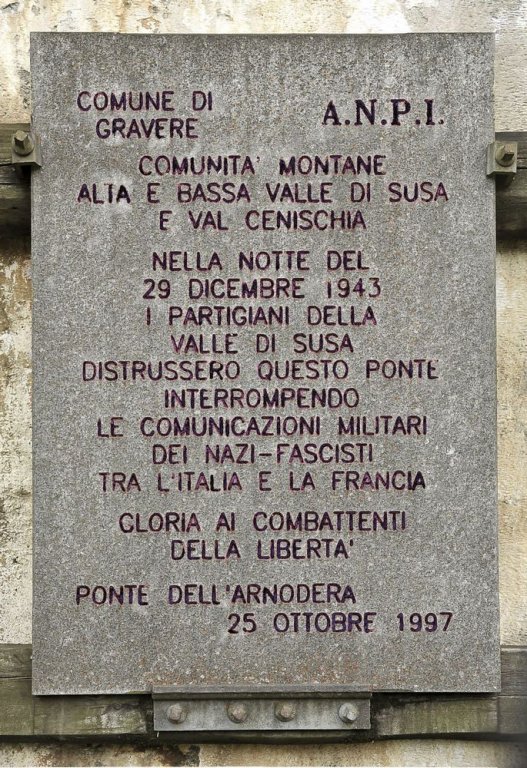 COMUNE DI
GRAVERE
A.N.P.I.
COMUNITA' MONTANE
ALTA E BASSA VALLE DI SUSA
E VAL CENISCHIA
NELLA NOTTE DEL
29 DICEMBRE 1943
I PARTIGIANI DELLA
VALLE DI SUSA
DISTRUSSERO QUESTO PONTE
INTERROMPENDO
LE COMUNICAZIONI MILITARI
DEI NAZI-FASCISTI
TRA L'ITALIA E LA FRANCIA
GLORIA AI COMBATTENTI
DELLA LIBERTA'
PONTE DELL'ARNODERA
25 OTTOBRE 1997